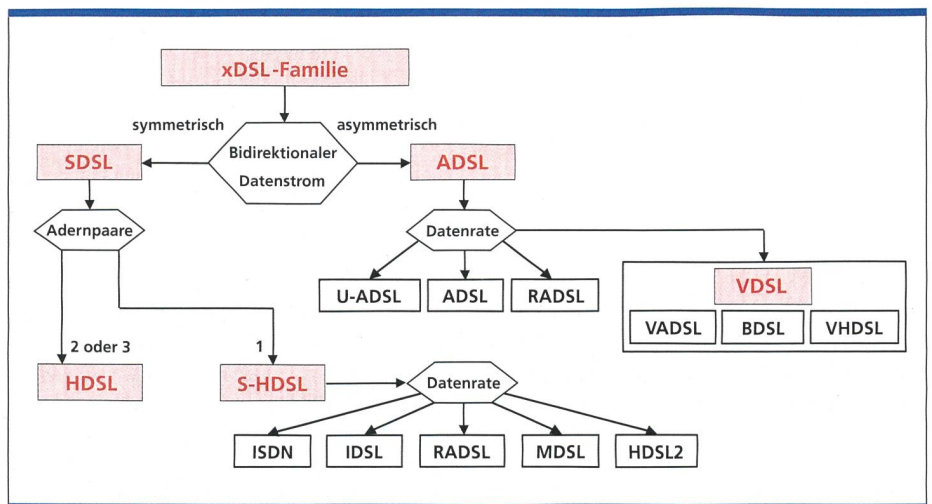 xDSL-Familie
symmetrisch
asymmetrisch
Bidirektionaler
Datenstrom
SDSL
ADSL
Adernpaare
Datenrate
U-ADSL
ADSL
RADSL
VDSL
VADSL
BDSL
VHDSL
2 oder 3
1
HDSL
S-HDSL
Datenrate
ISDN
IDSL
RADSL
MDSL
HDSL2